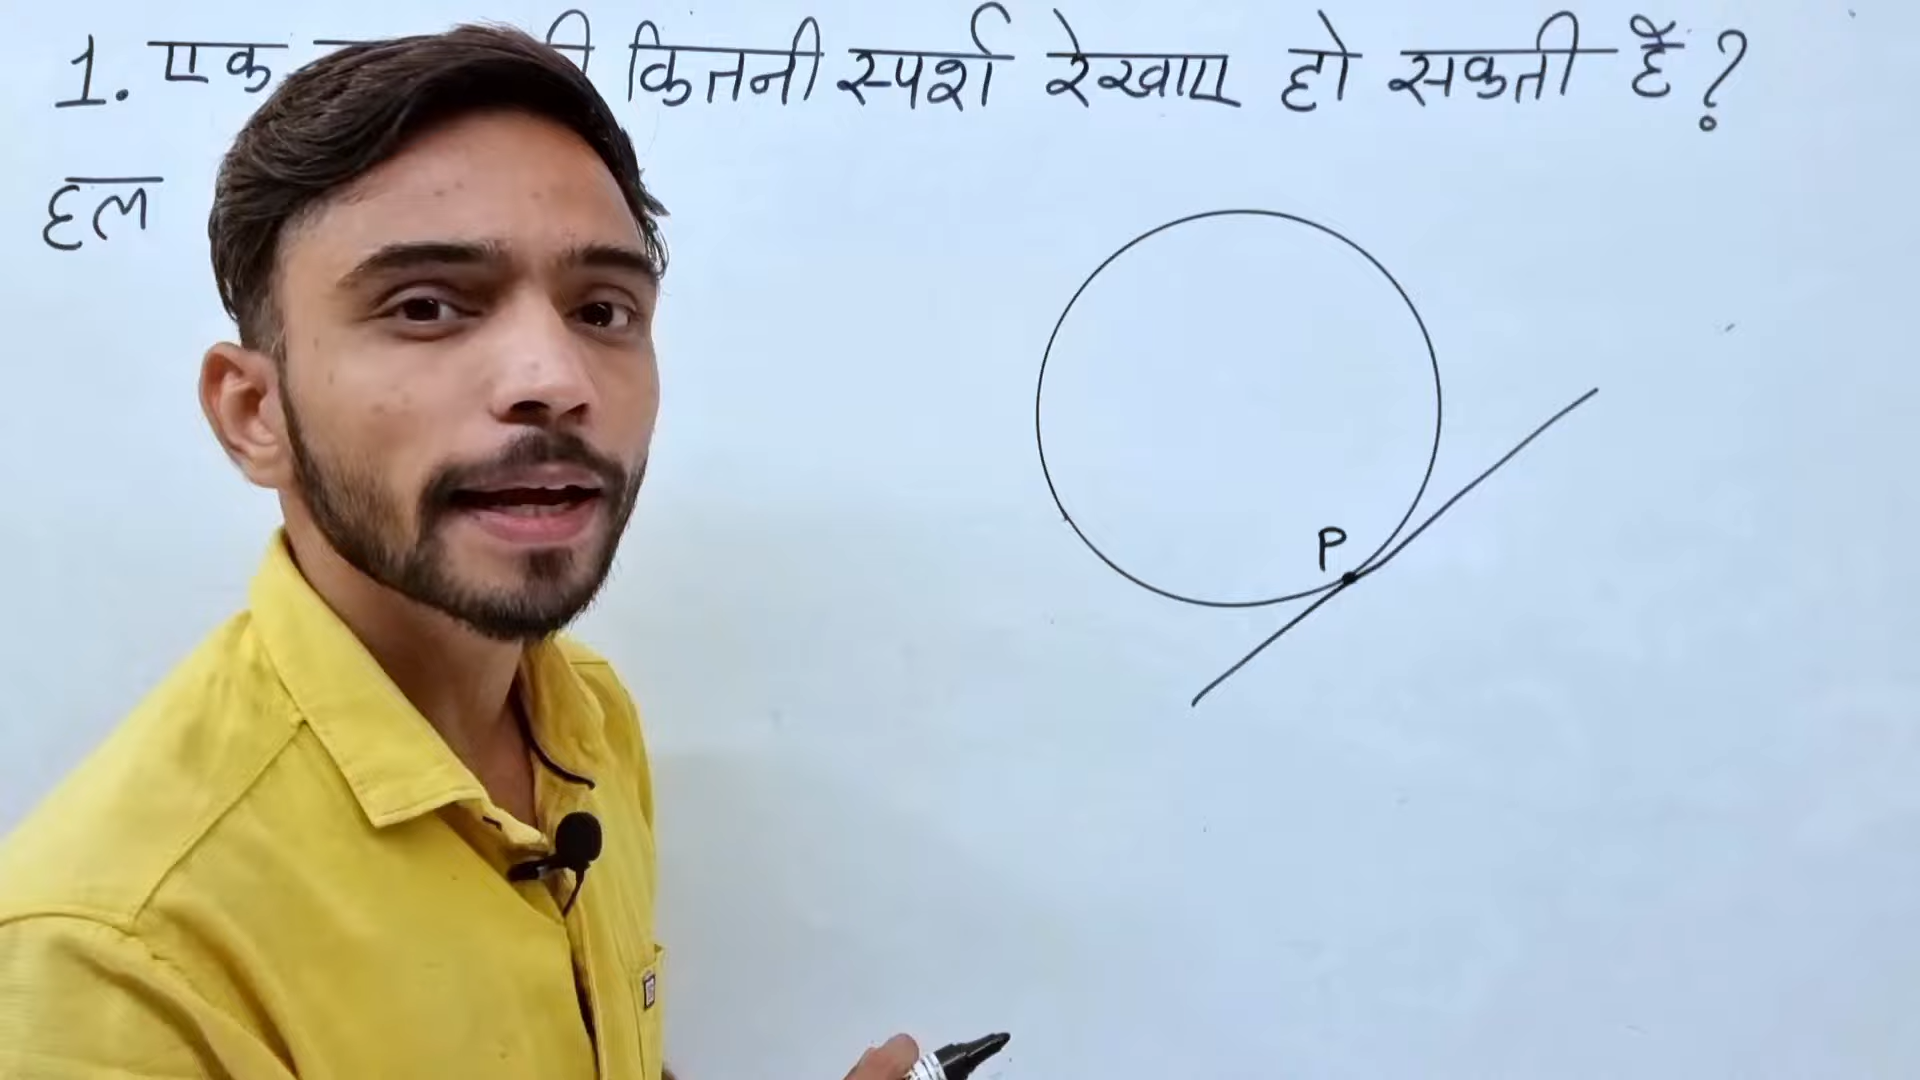 1. एक कितनी स्पर्श रेखाए हो सकती हैं?
हल
P